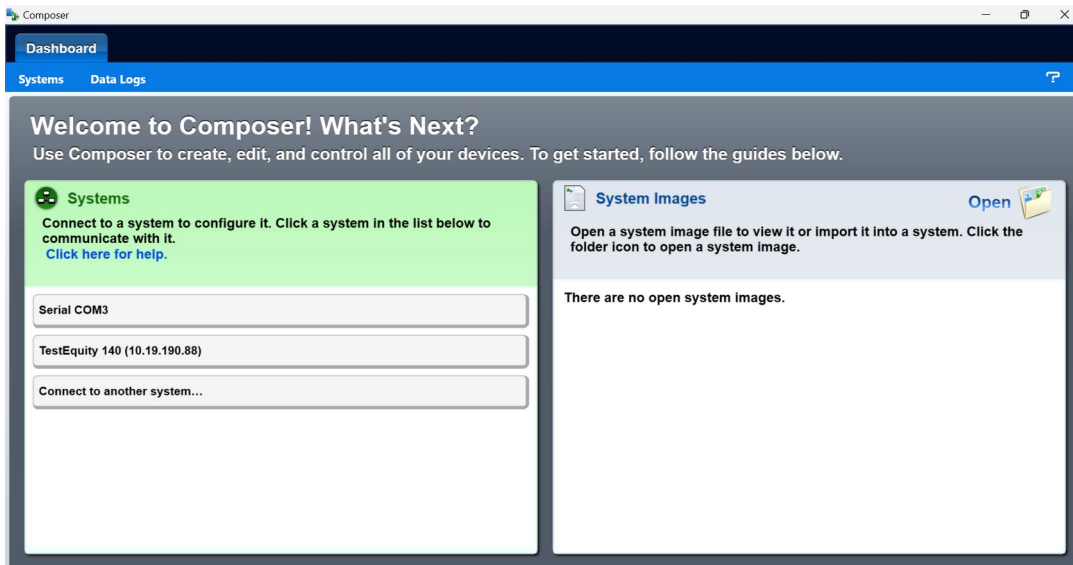 Composer
Dashboard
Systems Data Logs
Welcome to Composer! What's Next?
Use Composer to create, edit, and control all of your devices. To get started, follow the guides below.
Systems
Connect to a system to configure it. Click a system in the list below to
communicate with it.
Click here for help.
Serial COM3
TestEquity 140 (10.19.190.88)
Connect to another system...
System Images
Open
Open a system image file to view it or import it into a system. Click the
folder icon to open a system image.
There are no open system images.